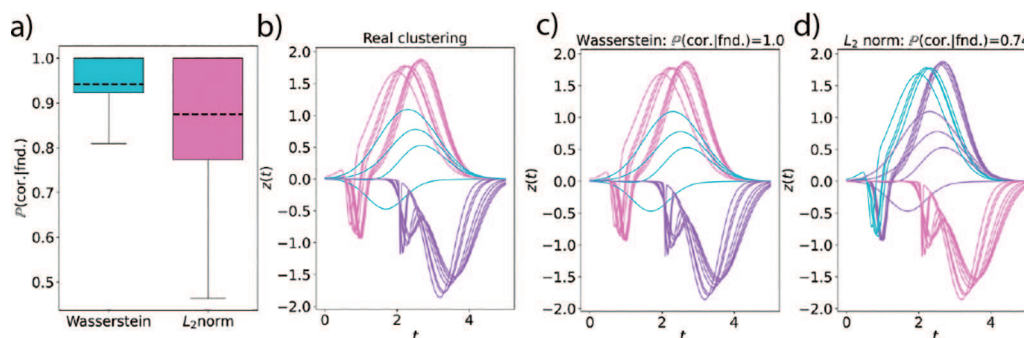 a)
1.0
0.9
0.8
0.7
0.6
0.5
ℙ(cor.|fnd.)
Wasserstein
L₂norm
b)
Real clustering
2.0
1.5
1.0
0.5
0.0
−0.5
−1.0
−1.5
−2.0
z(t)
0
2
4
t
c)
Wasserstein: ℙ(cor.|fnd.)=1.0
2.0
1.5
1.0
0.5
0.0
−0.5
−1.0
−1.5
−2.0
z(t)
0
2
4
t
d)
L₂ norm: ℙ(cor.|fnd.)=0.74
2.0
1.5
1.0
0.5
0.0
−0.5
−1.0
−1.5
−2.0
z(t)
0
2
4
t